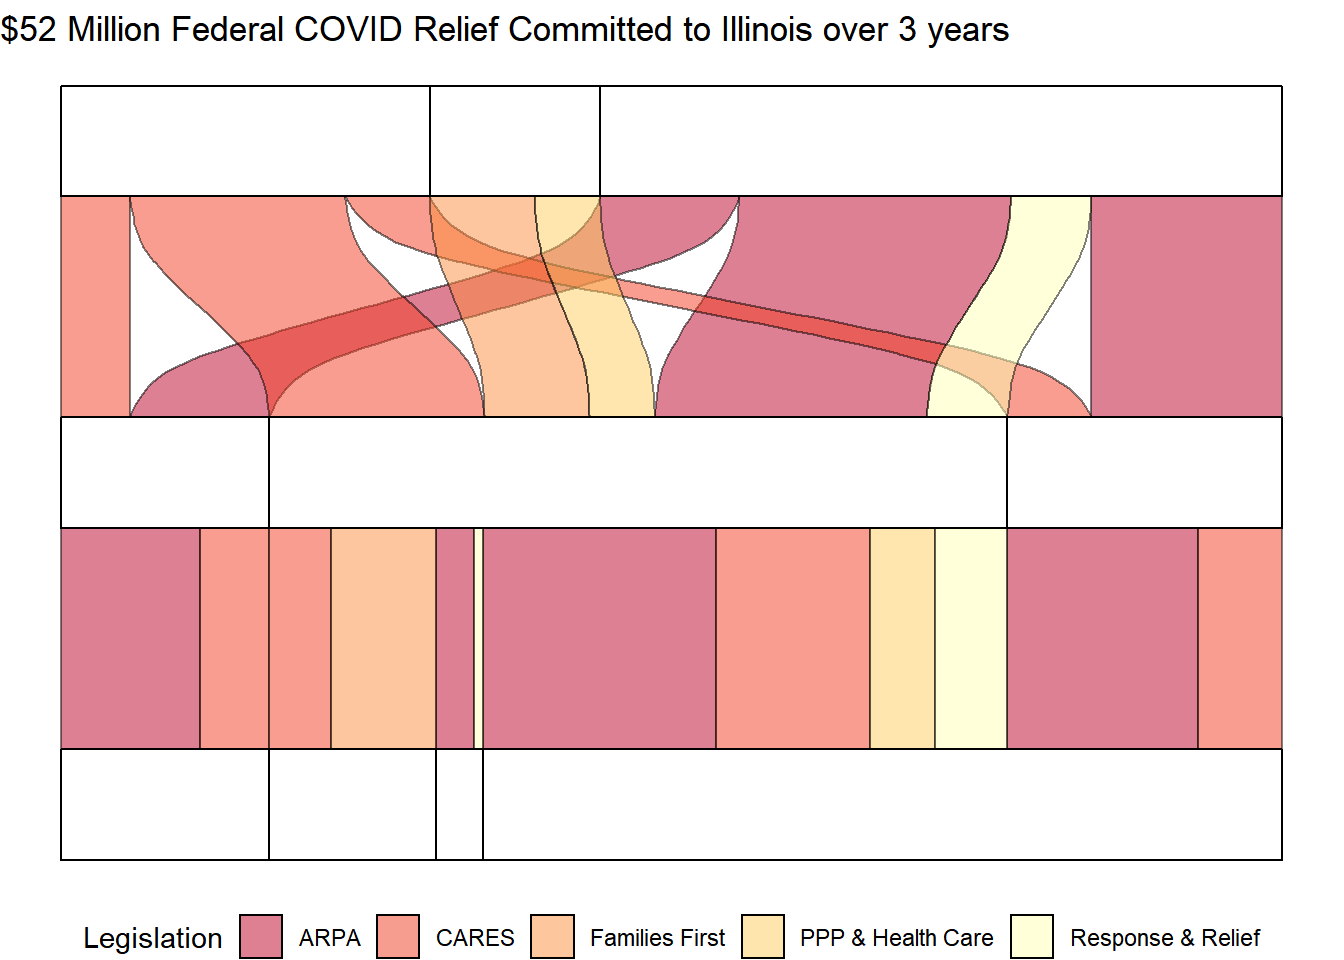 $52 Million Federal COVID Relief Committed to Illinois over 3 years
Legislation ARPA CARES Families First PPP & Health Care Response & Relief